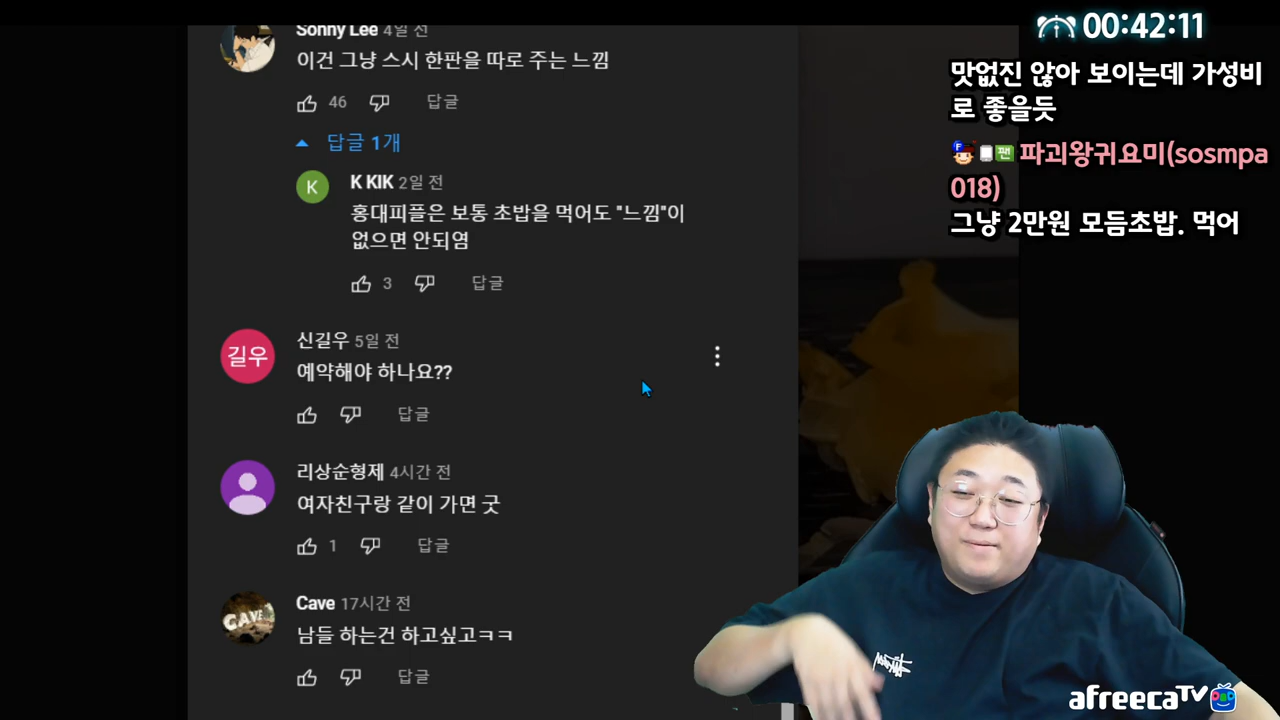 Sonny Lee 4일 전
이건 그냥 스시 한판을 따로 주는 느낌
46 답글
답글 1개
K
K KIK 2일 전
홍대피플은 보통 초밥을 먹어도 "느낌"이
없으면 안되염
3 답글
길우
신길우 5일 전
예약해야 하나요??
답글
리상순형제 4시간 전
여자친구랑 같이 가면 굿
1 답글
CAVE
Cave 17시간 전
남들 하는건 하고싶고ㅋㅋ
답글
00:42:11
맛없진 않아 보이는데 가성비
로 좋을듯
F 팬 파괴왕귀요미(sosmpa
018)
그냥 2만원 모듬초밥. 먹어
afreecaTV